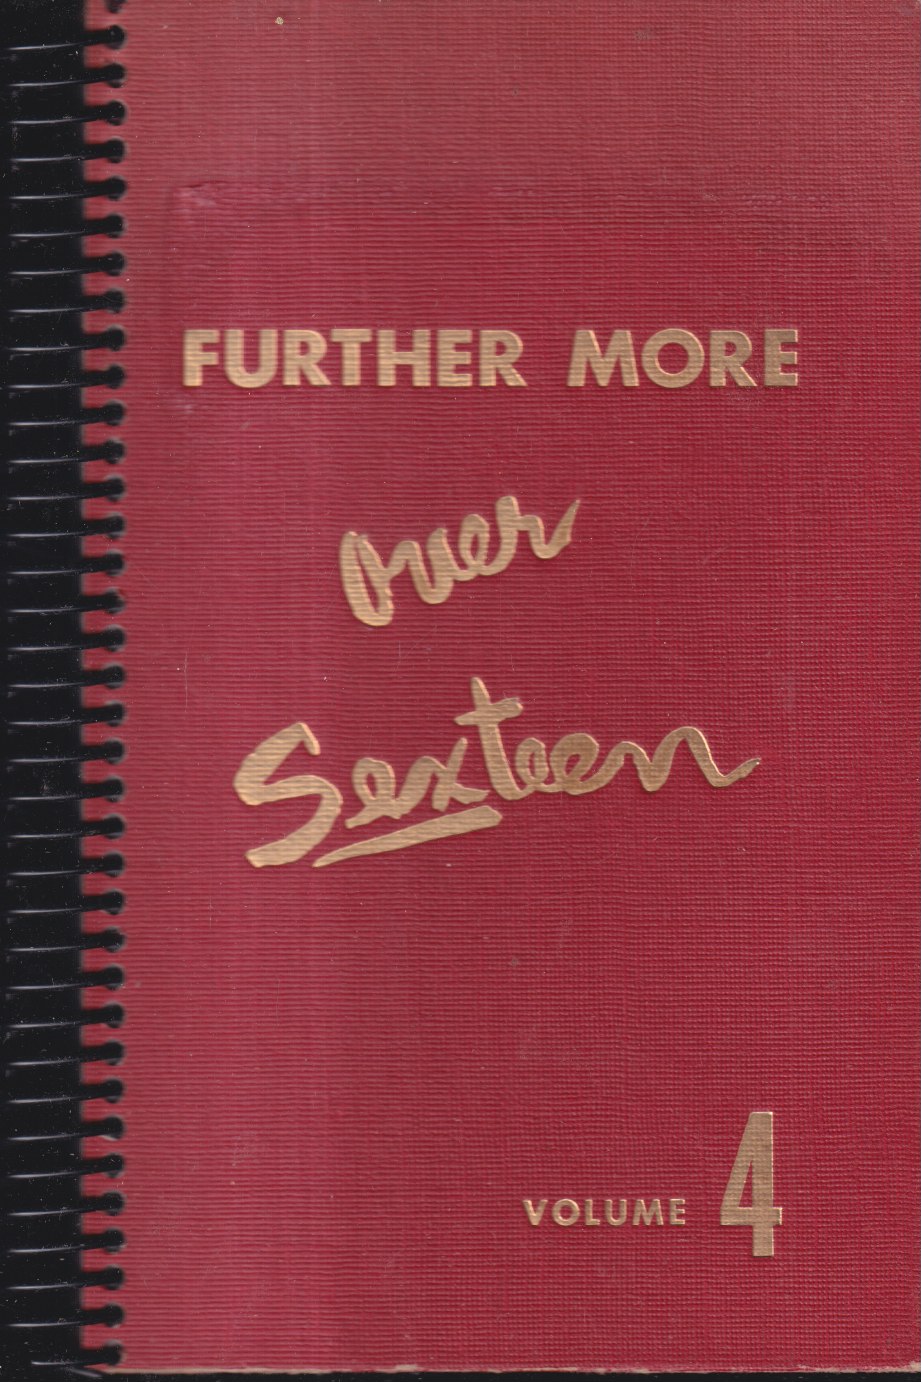 FURTHER MORE
Over
Sexteen
VOLUME 4